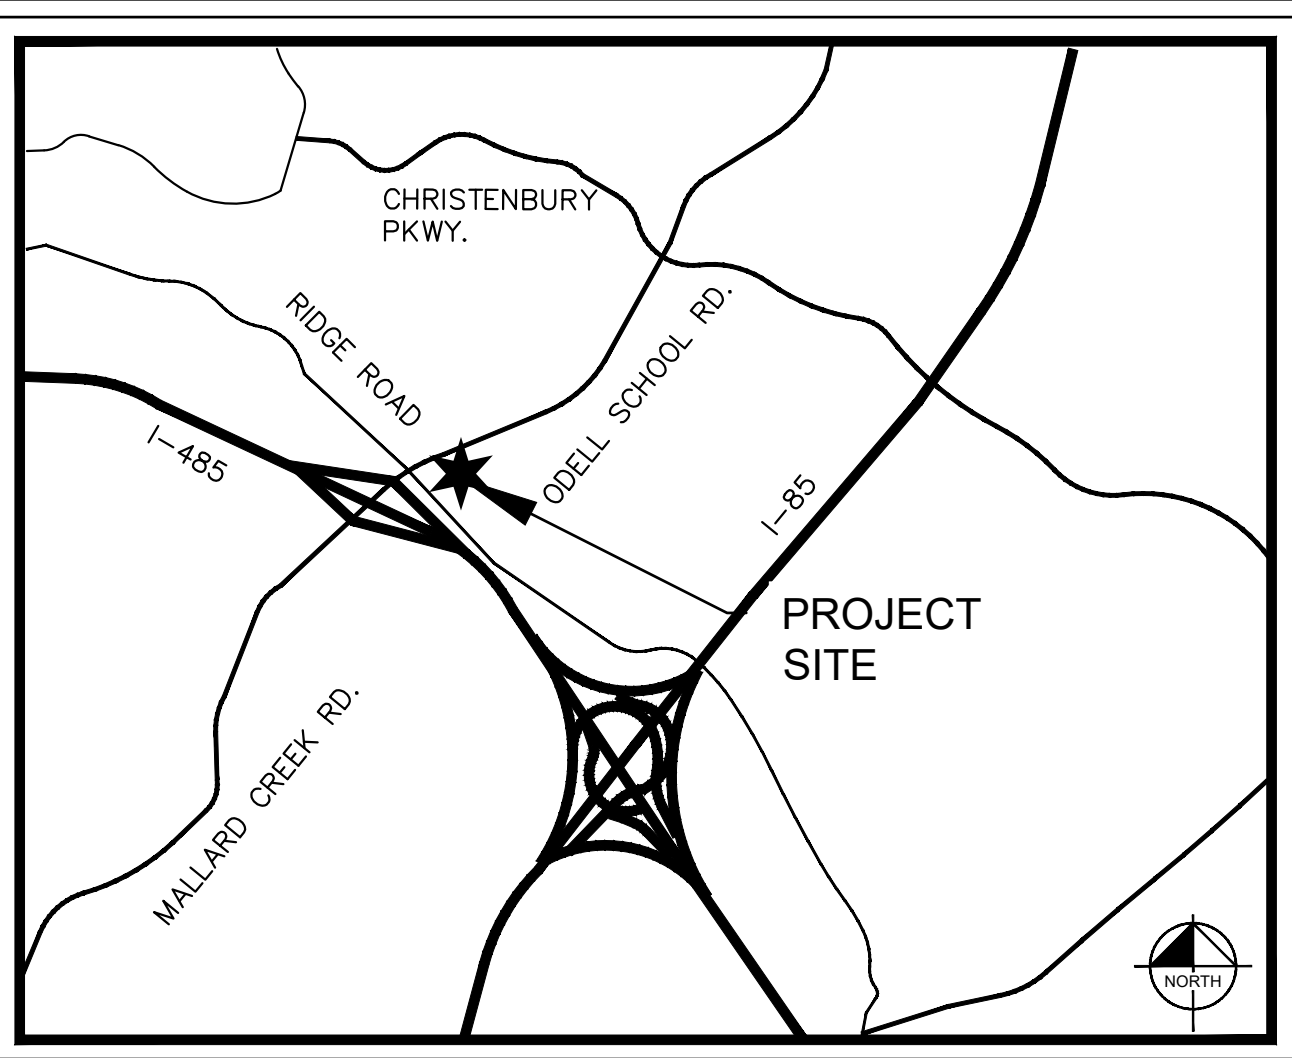 CHRISTENBURY
PKWY.
RIDGE ROAD
ODELL SCHOOL RD.
I-485
I-85
PROJECT
SITE
MALLARD CREEK RD.
NORTH